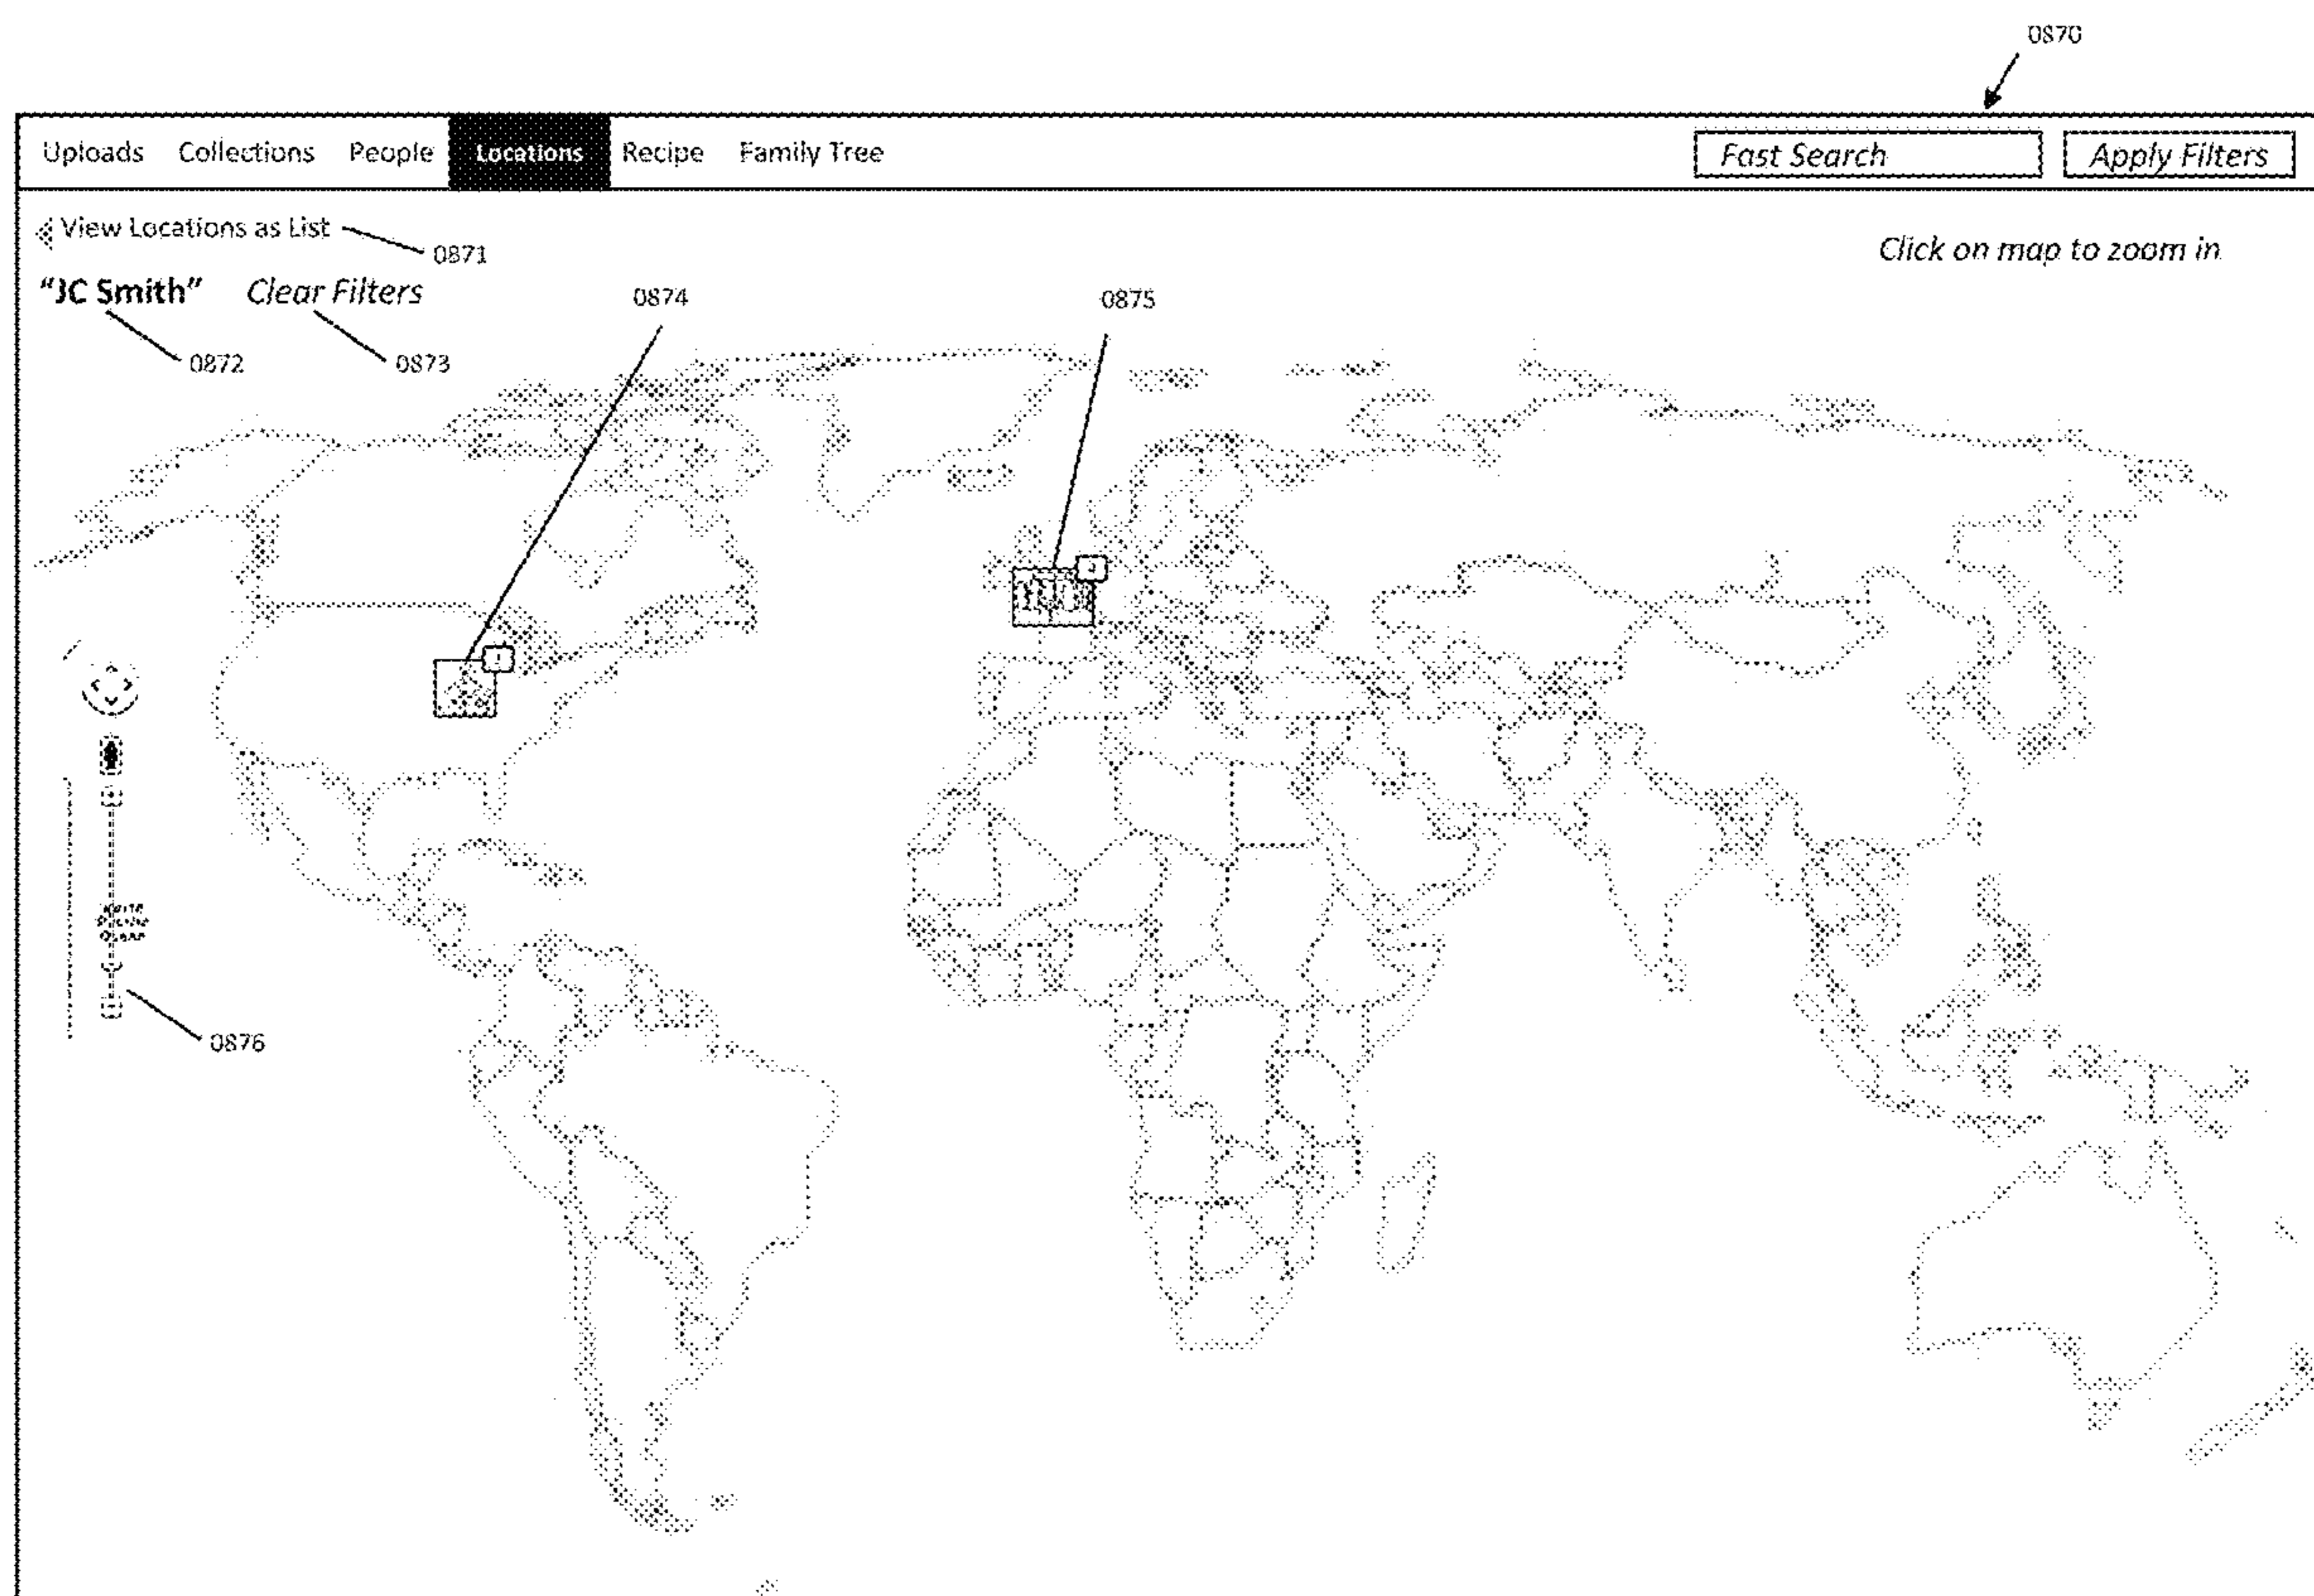 0870
Uploads Collections People Locations Recipe Family Tree Fast Search Apply Filters
View Locations as List
0871
Click on map to zoom in
"JC Smith" Clear Filters
0874
0875
0872
0873
0876